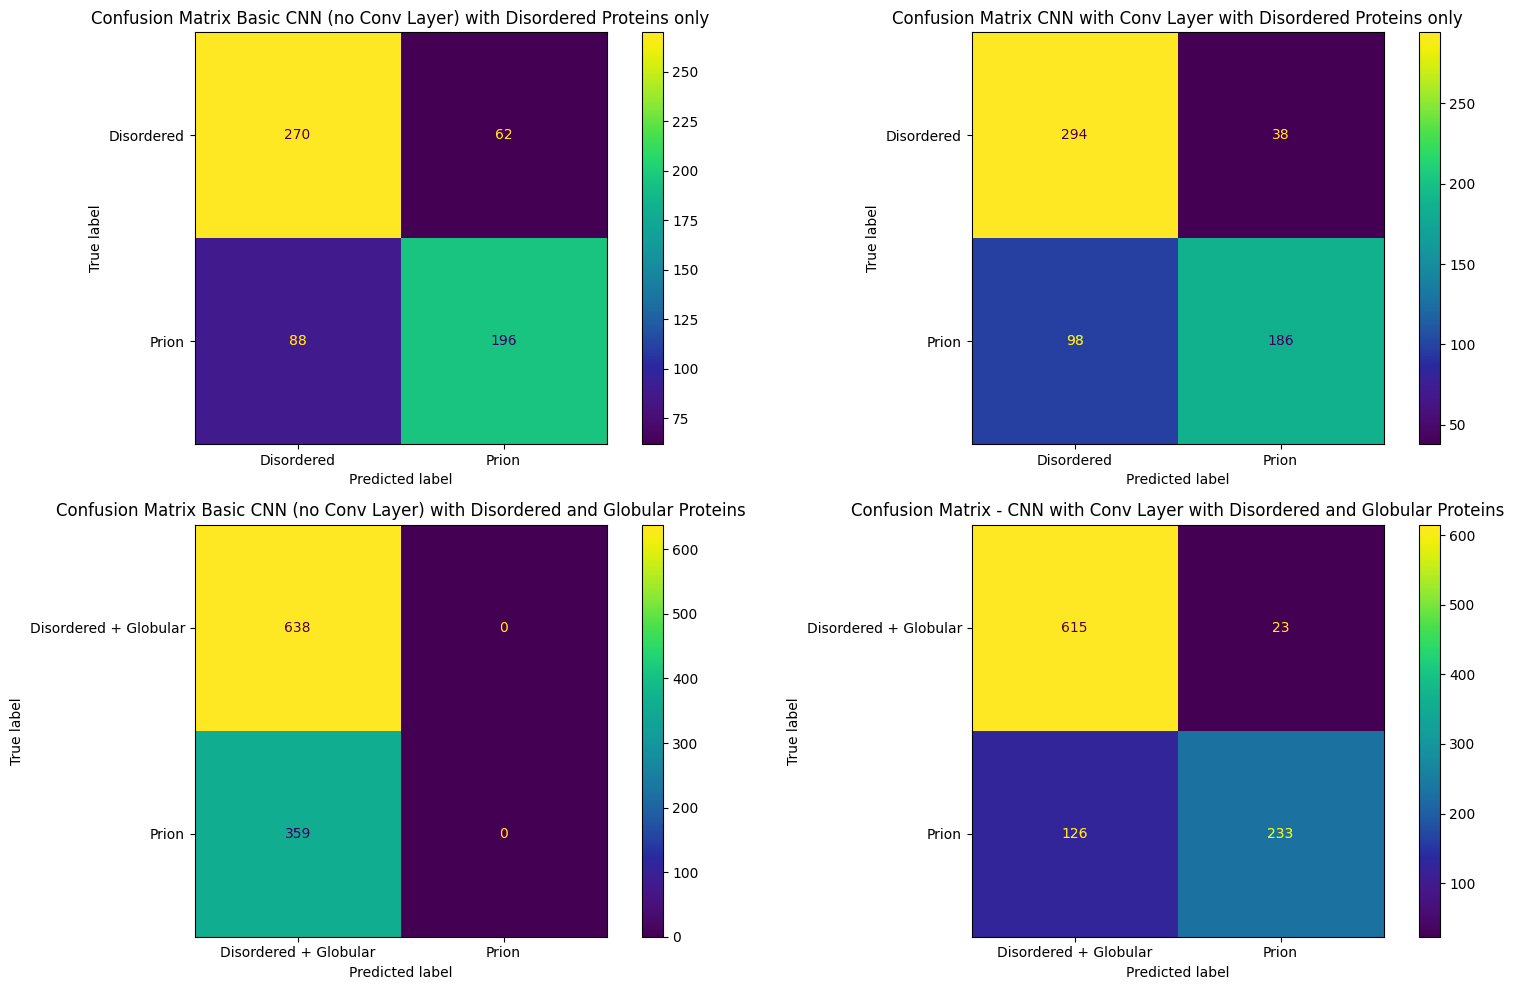 Confusion Matrix Basic CNN (no Conv Layer) with Disordered Proteins only
Disordered
Prion
True label
270
62
88
196
Disordered
Prion
Predicted label
250
225
200
175
150
125
100
75
Confusion Matrix CNN with Conv Layer with Disordered Proteins only
Disordered
Prion
True label
294
38
98
186
Disordered
Prion
Predicted label
250
200
150
100
50
Confusion Matrix Basic CNN (no Conv Layer) with Disordered and Globular Proteins
Disordered + Globular
Prion
True label
638
0
359
0
Disordered + Globular
Prion
Predicted label
600
500
400
300
200
100
0
Confusion Matrix - CNN with Conv Layer with Disordered and Globular Proteins
Disordered + Globular
Prion
True label
615
23
126
233
Disordered + Globular
Prion
Predicted label
600
500
400
300
200
100